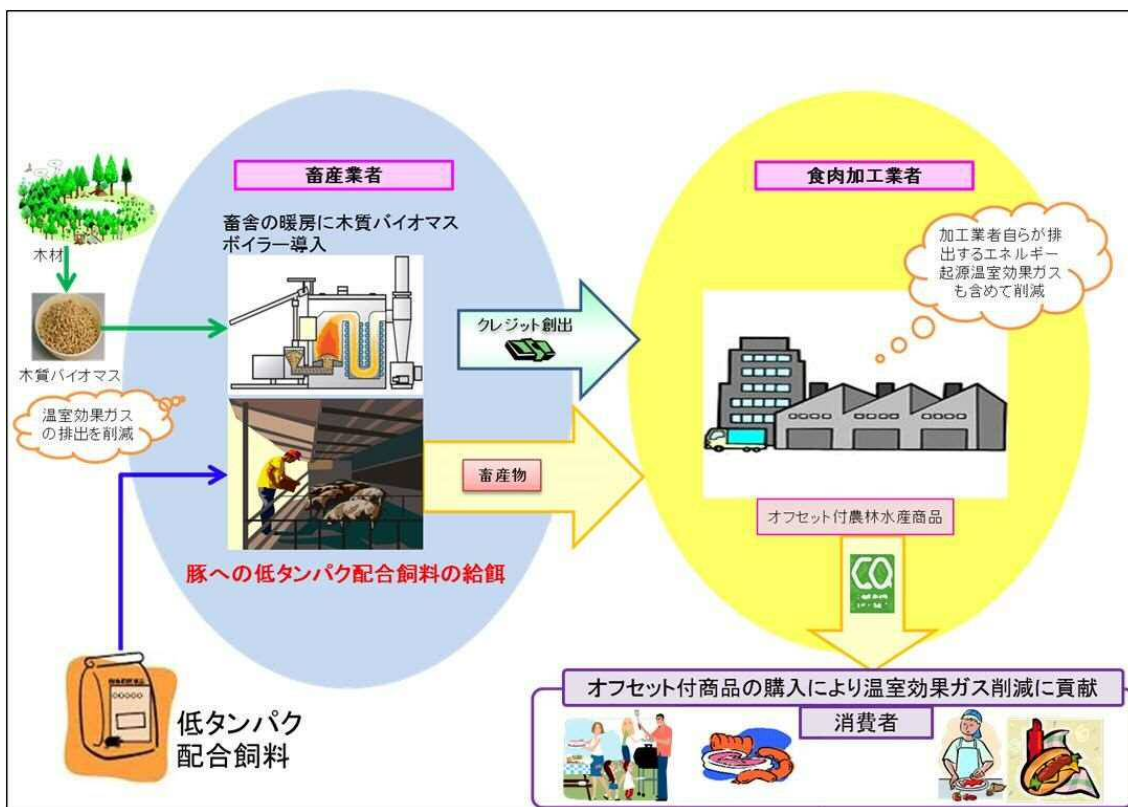 畜産業者
食肉加工業者
畜舎の暖房に木質バイオマス
ボイラー導入
加工業者自らが排
出するエネルギー
起源温室効果ガス
も含めて削減
木材
クレジット創出
木質バイオマス
温室効果ガス
の排出を削減
畜産物
オフセット付農林水産商品
豚への低タンパク配合飼料の給餌
低タンパク
配合飼料
オフセット付商品の購入により温室効果ガス削減に貢献
消費者